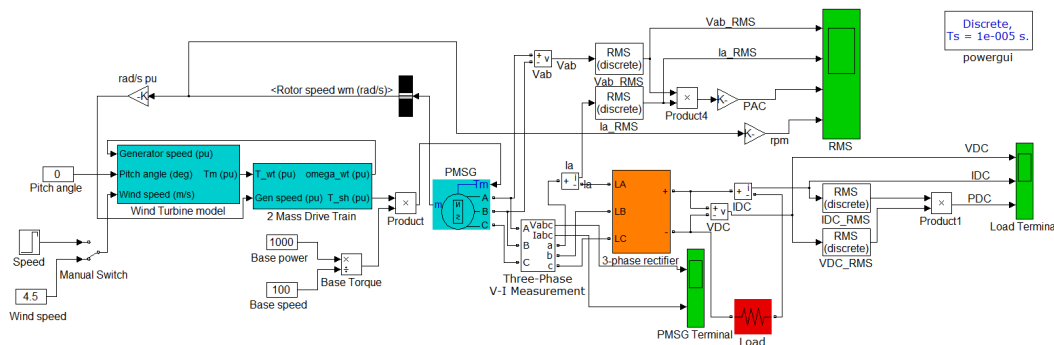 Discrete,
Ts = 1e-005 s.
powergui
Vab_RMS
Ia_RMS
RMS
rad/s pu
-K-
<Rotor speed wm (rad/s)>
+
-
v
Vab
Vab
RMS
(discrete)
Vab_RMS
RMS
(discrete)
Ia_RMS
×
Product4
K-
PAC
K-
rpm
Generator speed (pu)
Pitch angle (deg)
Tm (pu)
Wind speed (m/s)
Wind Turbine model
0
Pitch angle
T_wt (pu)
omega_wt (pu)
Gen speed (pu)
T_sh (pu)
2 Mass Drive Train
×
Product
PMSG
Tm
m
N
S
A
B
C
Ia
+
-
i
Ia
A
B
C
Vabc
Iabc
a
b
c
Three-Phase
V-I Measurement
LA
LB
LC
+
-
3-phase rectifier
+
-
i
IDC
+
-
v
VDC
VDC
IDC
PDC
RMS
(discrete)
IDC_RMS
RMS
(discrete)
VDC_RMS
×
Product1
Load Terminal
Speed
Manual Switch
4.5
Wind speed
1000
Base power
100
Base speed
×
÷
Base Torque
PMSG Terminal
Load